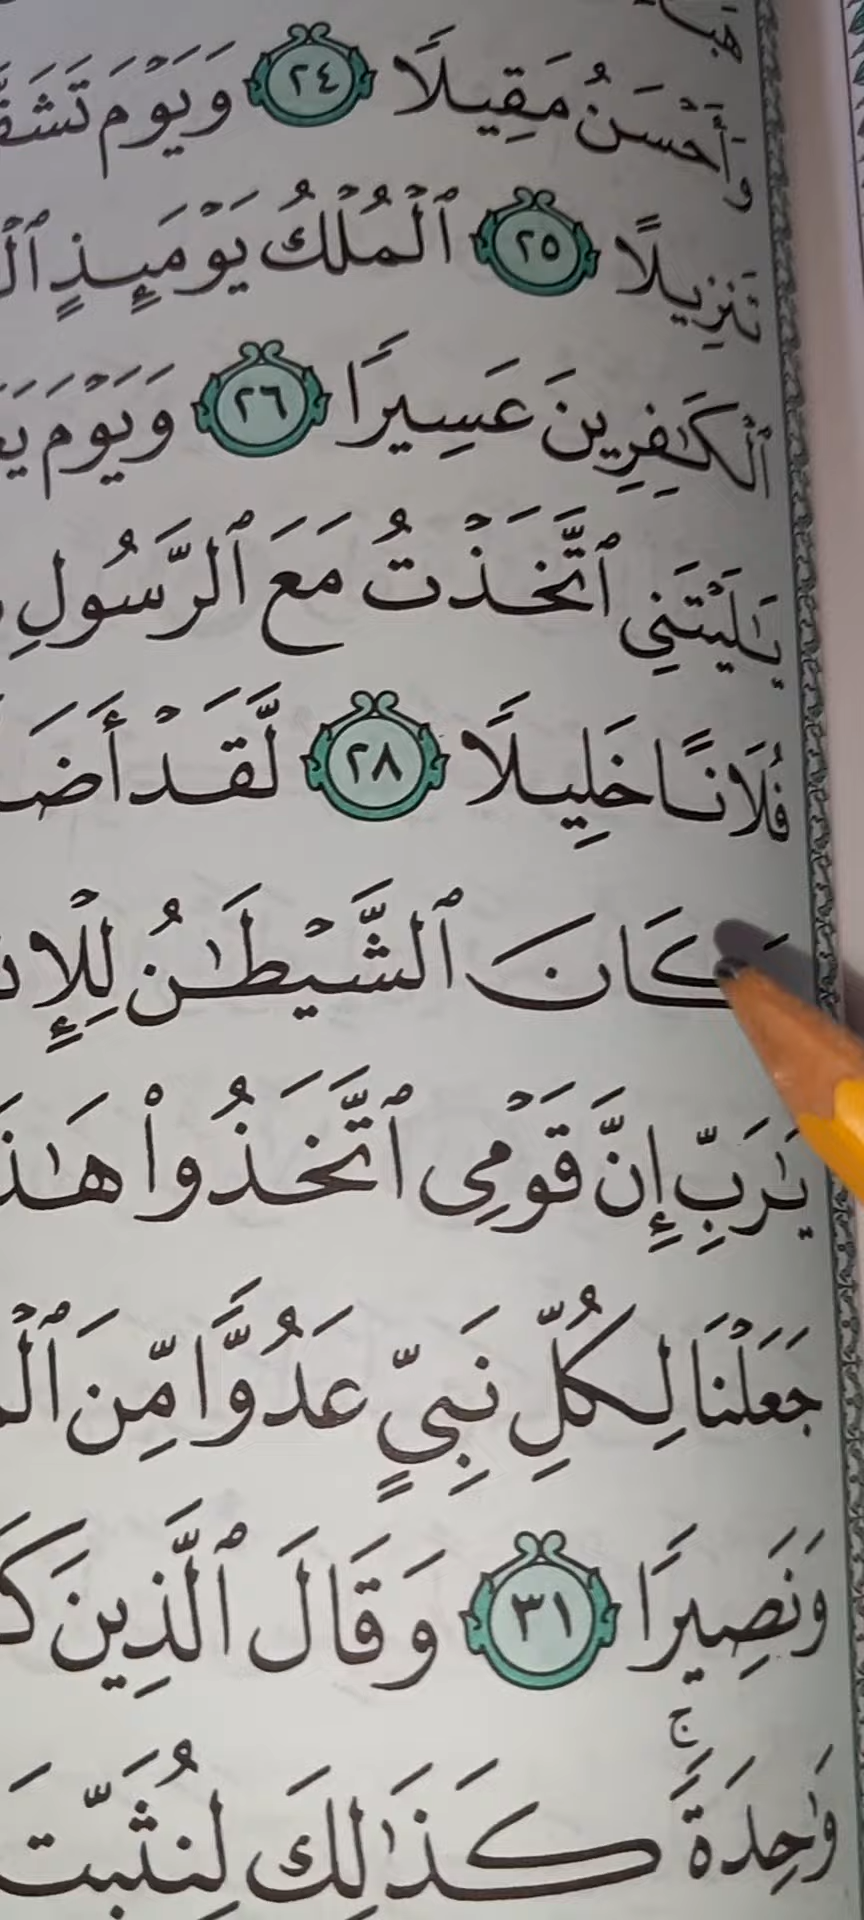 وَأَحْسَنُ مَقِيلًا ٢٤ وَيَوْمَ
تَنزِيلًا ٢٥ ٱلْمُلْكُ يَوْمَئِذٍ
ٱلْكَٰفِرِينَ عَسِيرًا ٢٦ وَيَوْمَ
يَٰلَيْتَنِي ٱتَّخَذْتُ مَعَ ٱلرَّسُولِ
فُلَانًا خَلِيلًا ٢٨ لَّقَدْ
كَانَ ٱلشَّيْطَٰنُ
يَٰرَبِّ إِنَّ قَوْمِي ٱتَّخَذُوا۟
جَعَلْنَا لِكُلِّ نَبِيٍّ عَدُوًّا مِّنَ
وَنَصِيرًا ٣١ وَقَالَ ٱلَّذِينَ
وَٰحِدَةً ۚ كَذَٰلِكَ لِنُثَبِّتَ